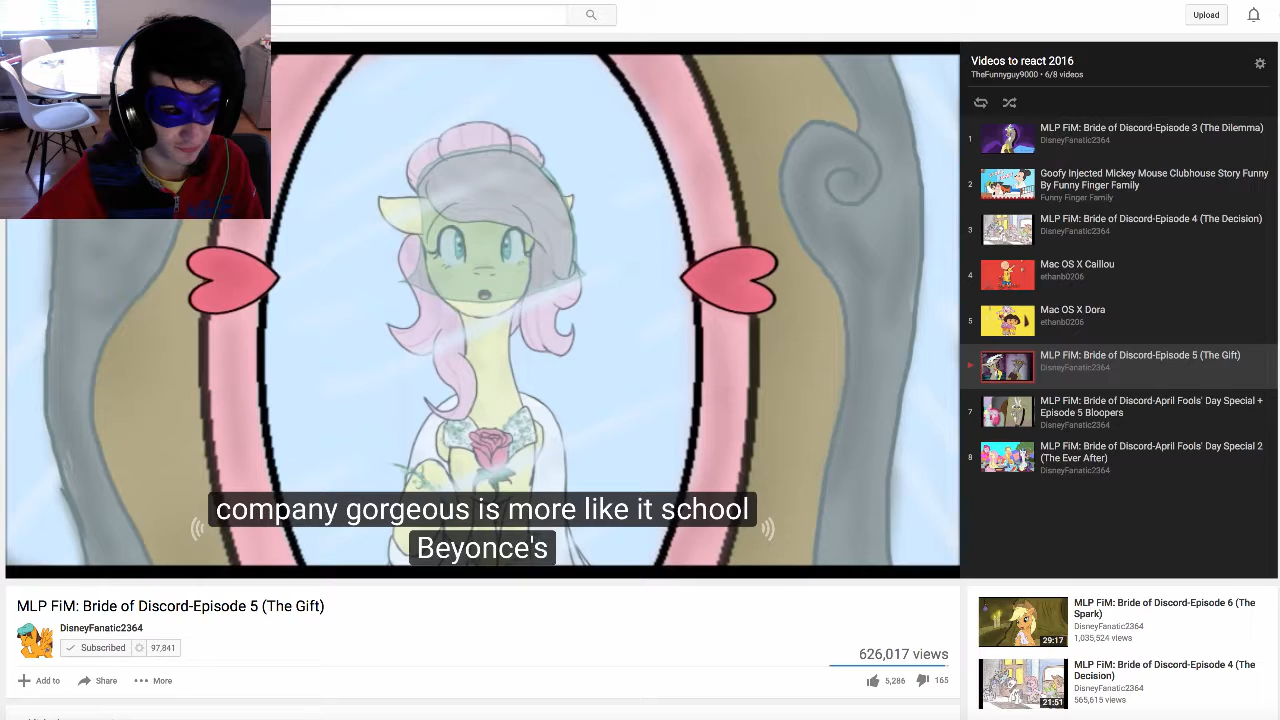 Upload
company gorgeous is more like it school
Beyonce's
Videos to react 2016
TheFunnyguy9000 • 6/8 videos
1
MLP FiM: Bride of Discord-Episode 3 (The Dilemma)
DisneyFanatic2364
2
Goofy Injected Mickey Mouse Clubhouse Story Funny
By Funny Finger Family
Funny Finger Family
3
MLP FiM: Bride of Discord-Episode 4 (The Decision)
DisneyFanatic2364
4
Mac OS X Caillou
ethanb0206
5
Mac OS X Dora
ethanb0206
MLP FiM: Bride of Discord-Episode 5 (The Gift)
DisneyFanatic2364
7
MLP FiM: Bride of Discord-April Fools' Day Special +
Episode 5 Bloopers
DisneyFanatic2364
8
MLP FiM: Bride of Discord-April Fools' Day Special 2
(The Ever After)
DisneyFanatic2364
MLP FiM: Bride of Discord-Episode 5 (The Gift)
DisneyFanatic2364
Subscribed
97,841
626,017 views
Add to
Share
More
5,286
165
MLP FiM: Bride of Discord-Episode 6 (The
Spark)
DisneyFanatic2364
1,035,524 views
29:17
MLP FiM: Bride of Discord-Episode 4 (The
Decision)
DisneyFanatic2364
565,615 views
21:51